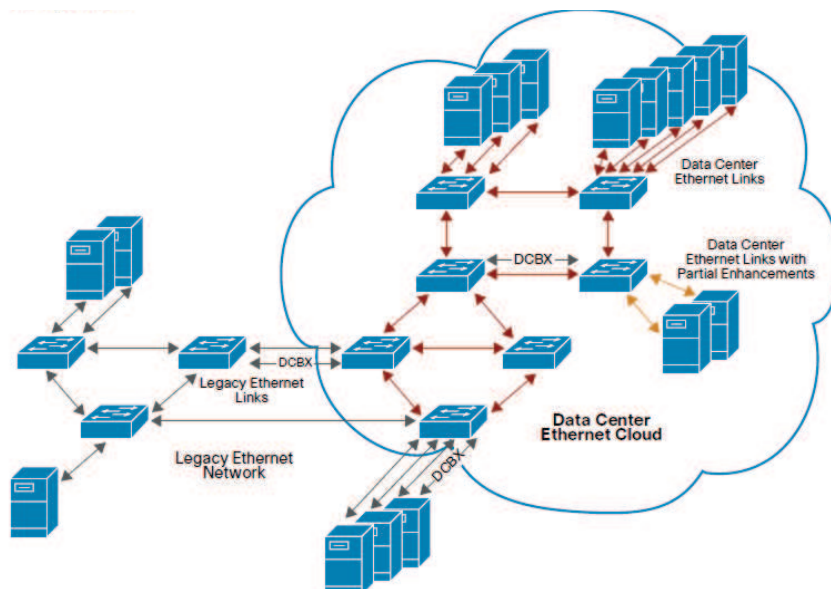 Data Center
Ethernet Links
DCBX
Data Center
Ethernet Links with
Partial Enhancements
DCBX
Legacy Ethernet
Links
Data Center
Ethernet Cloud
Legacy Ethernet
Network
DCBX